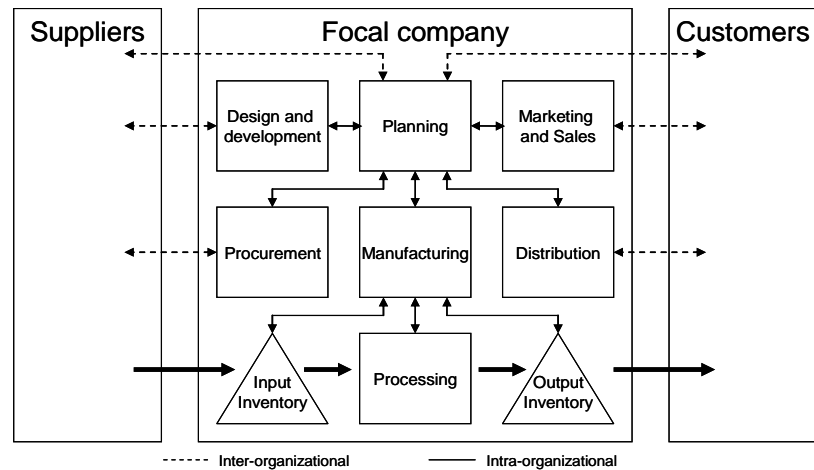 Suppliers
Focal company
Customers
Design and
development
Planning
Marketing
and Sales
Procurement
Manufacturing
Distribution
Input
Inventory
Processing
Output
Inventory
Inter-organizational
Intra-organizational